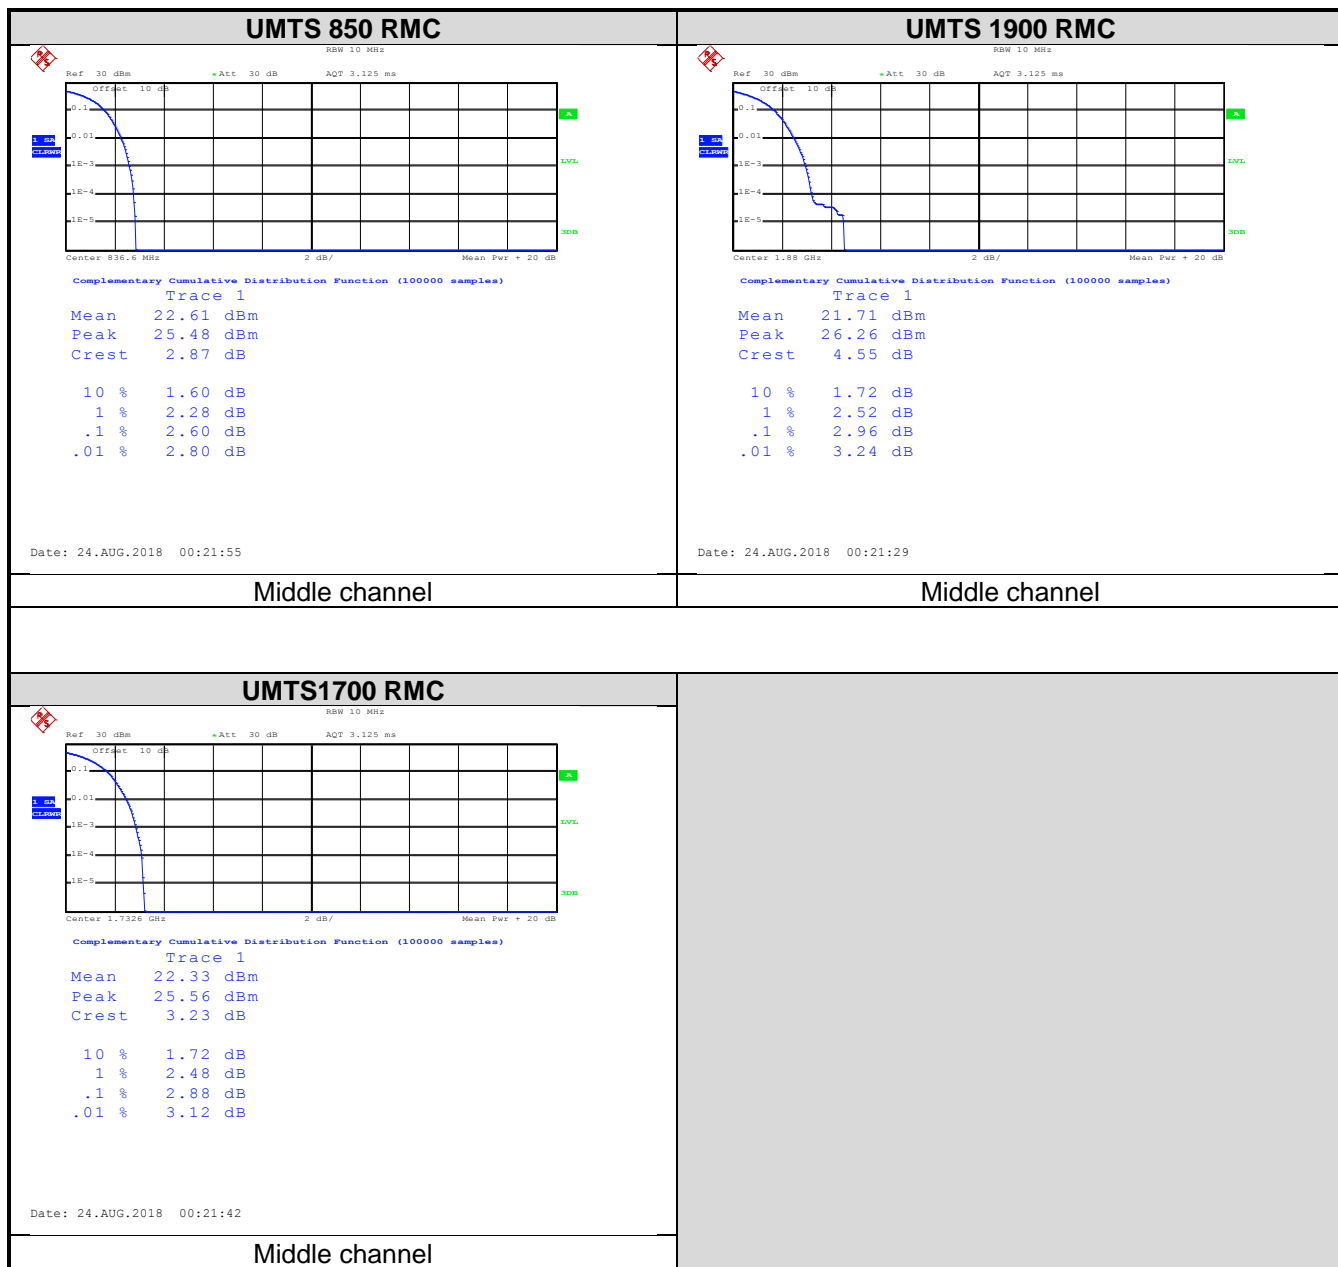 UMTS 850 RMC
RBW 10 MHz
Ref 30 dBm *Att 30 dB AQT 3.125 ms
Offset 10 dB
0.1
A
0.01
1 SA
CLRWR
1E-3
LVL
1E-4
1E-5
3DB
Center 836.6 MHz 2 dB/ Mean Pwr + 20 dB
Complementary Cumulative Distribution Function (100000 samples)
Trace 1
Mean 22.61 dBm
Peak 25.48 dBm
Crest 2.87 dB
10 % 1.60 dB
1 % 2.28 dB
.1 % 2.60 dB
.01 % 2.80 dB
Date: 24.AUG.2018 00:21:55
Middle channel
UMTS 1900 RMC
RBW 10 MHz
Ref 30 dBm *Att 30 dB AQT 3.125 ms
Offset 10 dB
0.1
A
0.01
1 SA
CLRWR
1E-3
LVL
1E-4
1E-5
3DB
Center 1.88 GHz 2 dB/ Mean Pwr + 20 dB
Complementary Cumulative Distribution Function (100000 samples)
Trace 1
Mean 21.71 dBm
Peak 26.26 dBm
Crest 4.55 dB
10 % 1.72 dB
1 % 2.52 dB
.1 % 2.96 dB
.01 % 3.24 dB
Date: 24.AUG.2018 00:21:29
Middle channel
UMTS1700 RMC
RBW 10 MHz
Ref 30 dBm *Att 30 dB AQT 3.125 ms
Offset 10 dB
0.1
A
0.01
1 SA
CLRWR
1E-3
LVL
1E-4
1E-5
3DB
Center 1.7326 GHz 2 dB/ Mean Pwr + 20 dB
Complementary Cumulative Distribution Function (100000 samples)
Trace 1
Mean 22.33 dBm
Peak 25.56 dBm
Crest 3.23 dB
10 % 1.72 dB
1 % 2.48 dB
.1 % 2.88 dB
.01 % 3.12 dB
Date: 24.AUG.2018 00:21:42
Middle channel